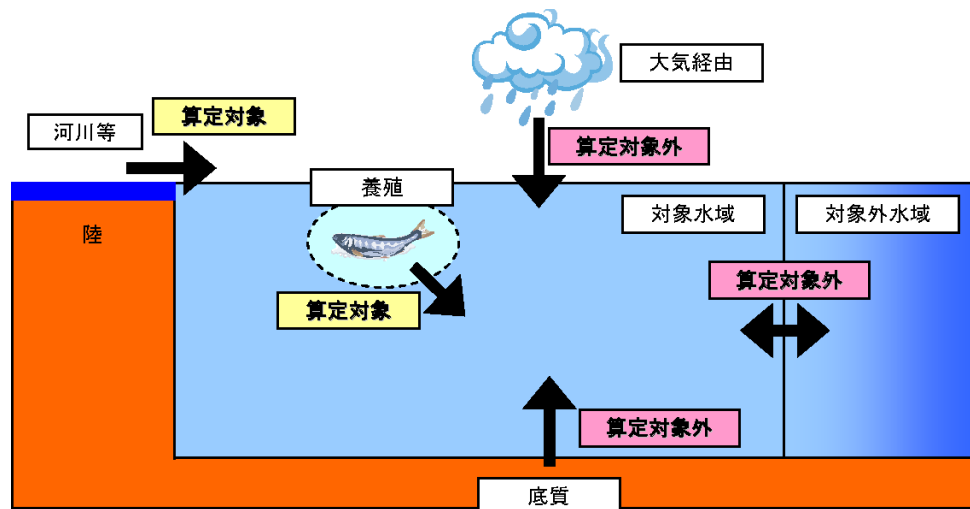 大気経由
算定対象
河川等
算定対象外
養殖
対象水域
対象外水域
陸
算定対象外
算定対象
算定対象外
底質